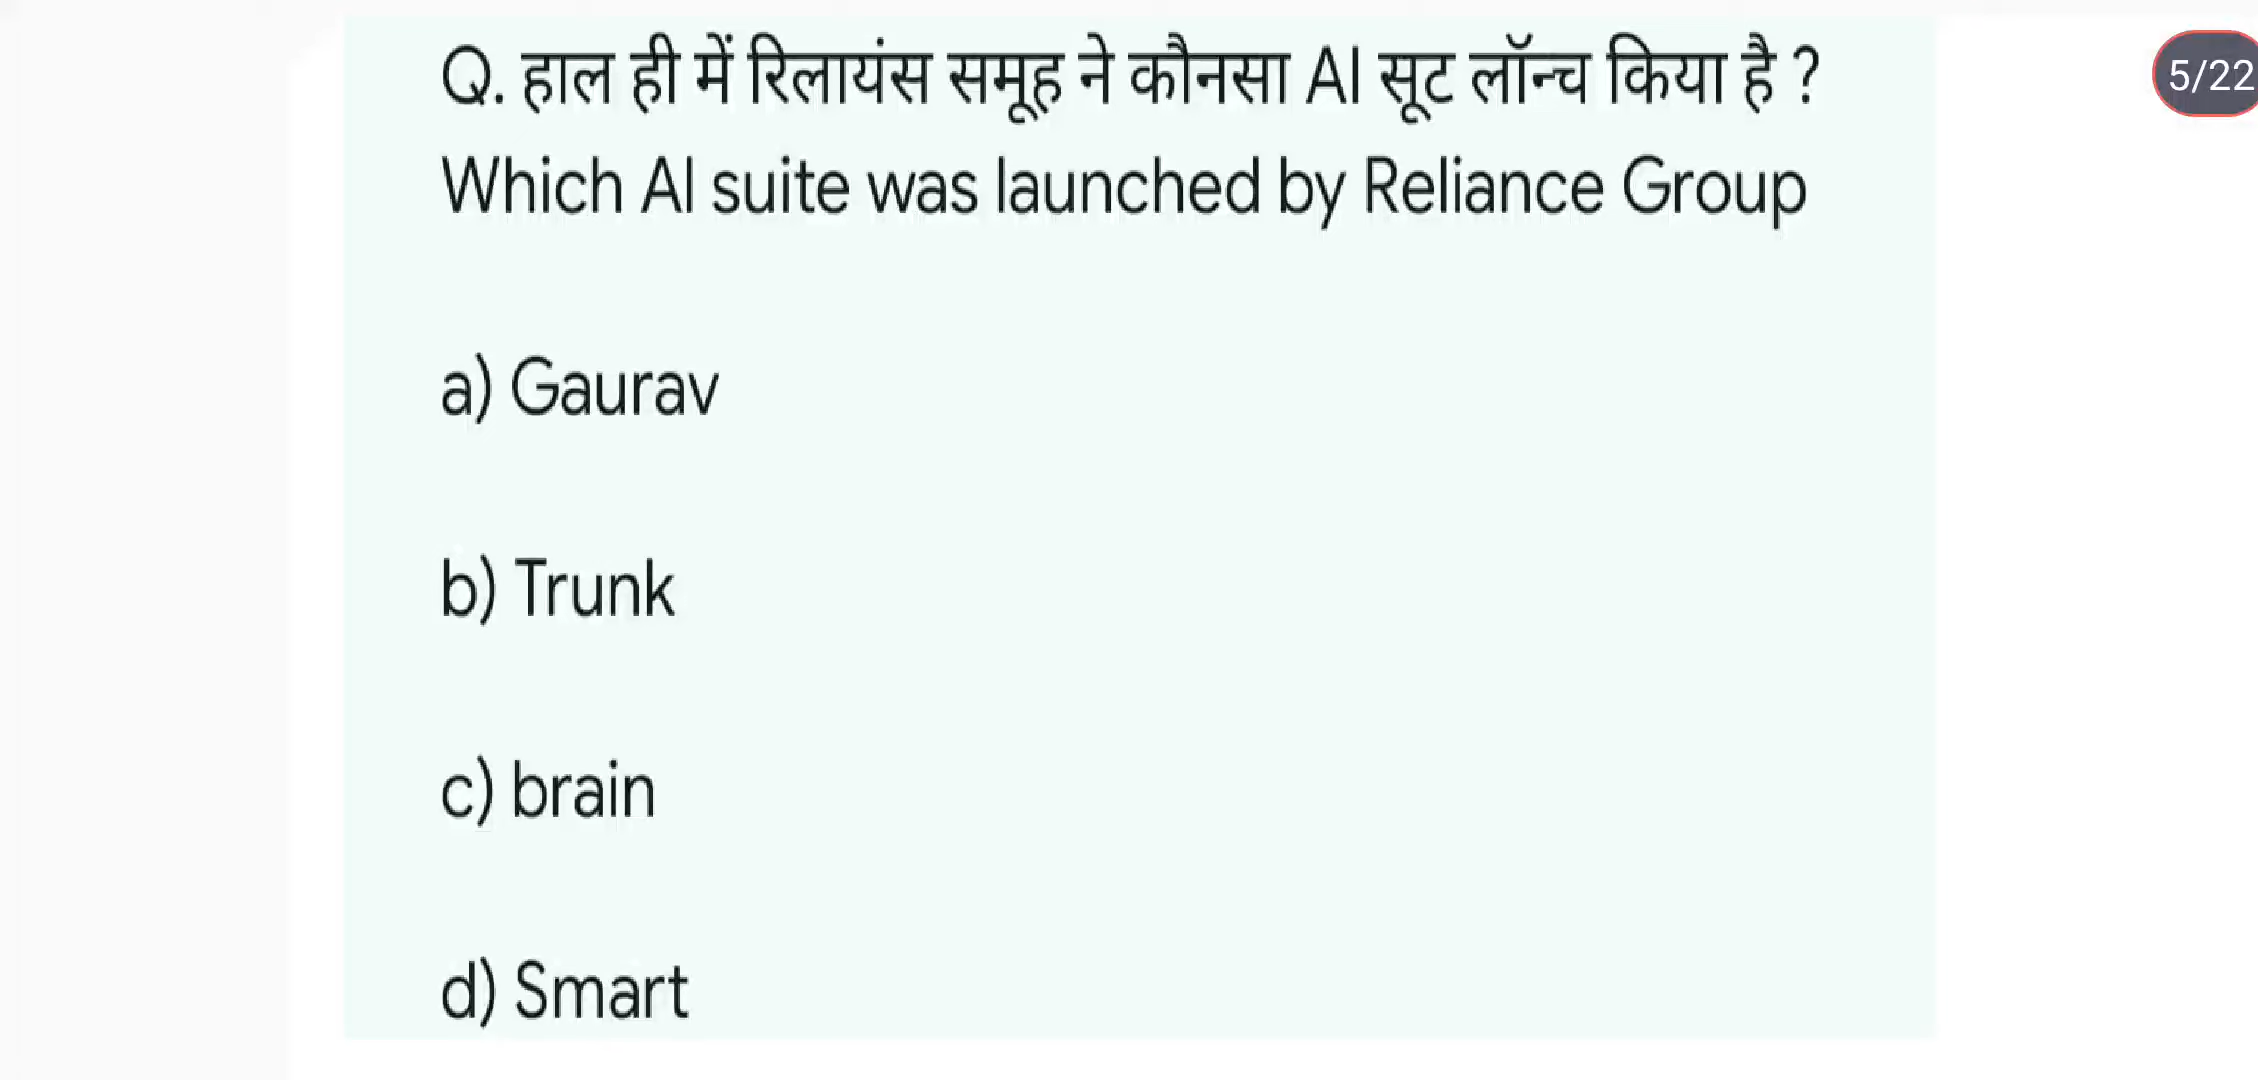 Q. हाल ही में रिलायंस समूह ने कौनसा AI सूट लॉन्च किया है ?
5/22
Which AI suite was launched by Reliance Group
a) Gaurav
b) Trunk
c) brain
d) Smart